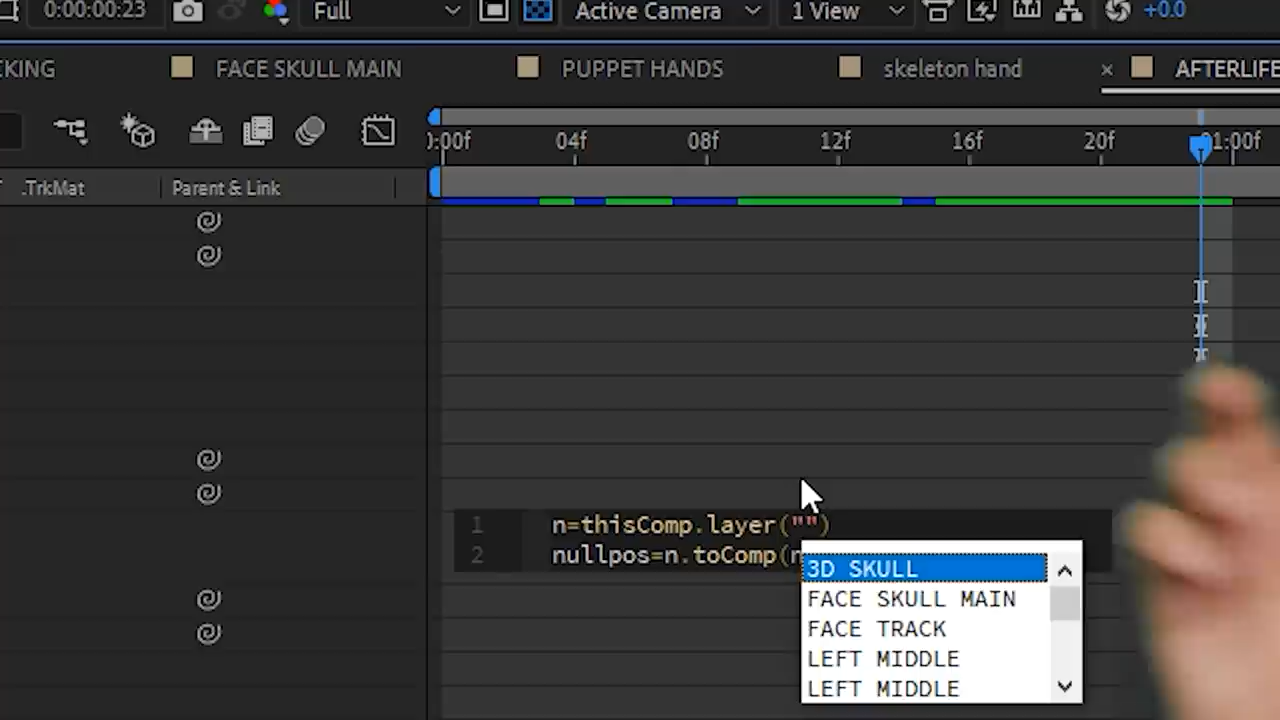 0:00:00:23 Full Active Camera 1 View +0.0
KING FACE SKULL MAIN PUPPET HANDS skeleton hand × AFTERLIFE
0:00f 04f 08f 12f 16f 20f 01:00f
.TrkMat Parent & Link
1 n=thisComp.layer("")
2 nullpos=n.toComp(n
3D SKULL
FACE SKULL MAIN
FACE TRACK
LEFT MIDDLE
LEFT MIDDLE